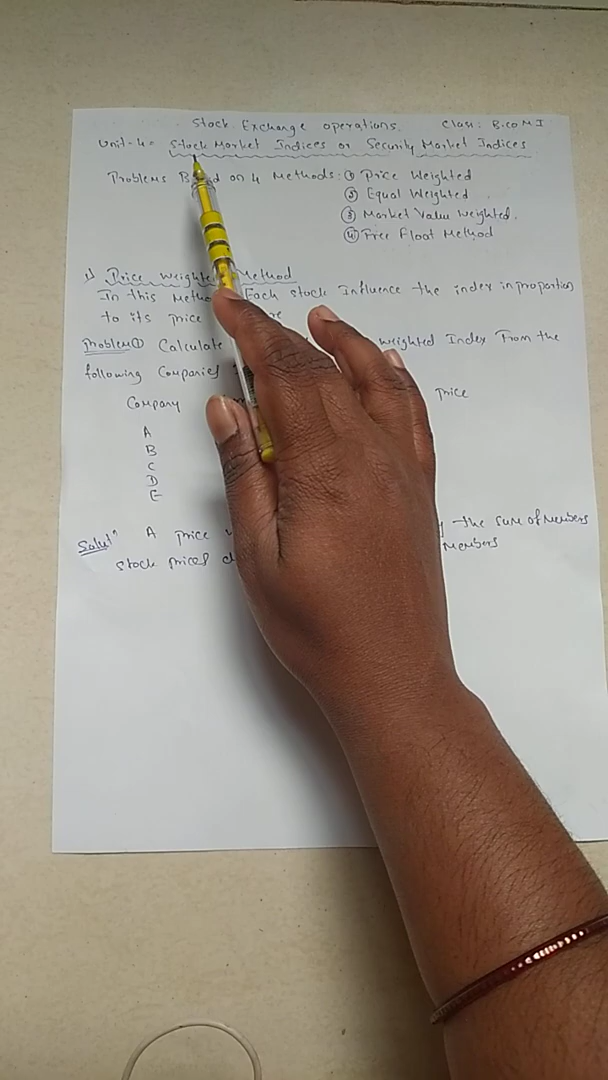 Stock Exchange operations. Class: B.com I
Unit-4= Stock Market Indices or Security Market Indices
Problems B d on 4 Methods: ① Price Weighted
② Equal Weighted
③ Market Value Weighted.
④ Free Float Method
1) Price weighted Method
In this Metho Each stock Influence the index in proportion
to its price re
Problem① Calculate weighted Index From the
following Companies
Company price
A
B
C
D
E
Solutⁿ A price w y the sum of Members
stock prices d Members